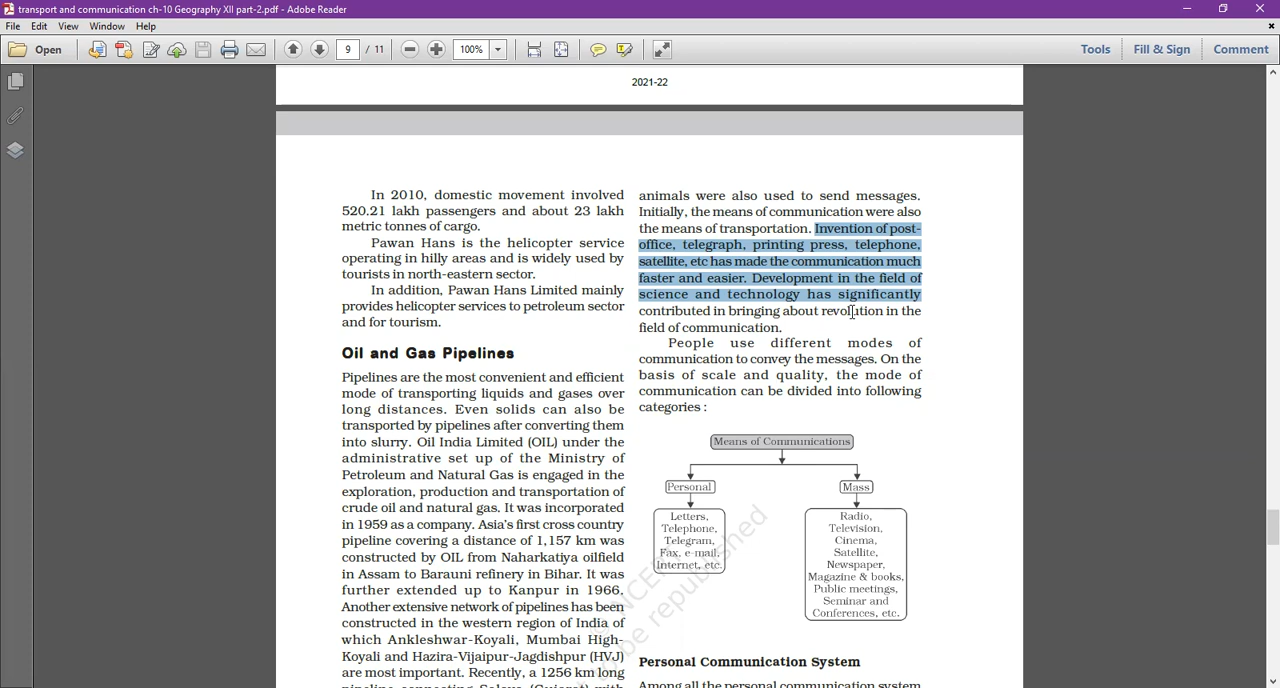 transport and communication ch-10 Geography XII part-2.pdf - Adobe Reader
File Edit View Window Help
Open 9 / 11 100% Tools Fill & Sign Comment
2021-22
In 2010, domestic movement involved
520.21 lakh passengers and about 23 lakh
metric tonnes of cargo.
Pawan Hans is the helicopter service
operating in hilly areas and is widely used by
tourists in north-eastern sector.
In addition, Pawan Hans Limited mainly
provides helicopter services to petroleum sector
and for tourism.
Oil and Gas Pipelines
Pipelines are the most convenient and efficient
mode of transporting liquids and gases over
long distances. Even solids can also be
transported by pipelines after converting them
into slurry. Oil India Limited (OIL) under the
administrative set up of the Ministry of
Petroleum and Natural Gas is engaged in the
exploration, production and transportation of
crude oil and natural gas. It was incorporated
in 1959 as a company. Asia's first cross country
pipeline covering a distance of 1,157 km was
constructed by OIL from Naharkatiya oilfield
in Assam to Barauni refinery in Bihar. It was
further extended up to Kanpur in 1966.
Another extensive network of pipelines has been
constructed in the western region of India of
which Ankleshwar-Koyali, Mumbai High-
Koyali and Hazira-Vijaipur-Jagdishpur (HVJ)
are most important. Recently, a 1256 km long
pipeline connecting Salaya (Gujarat) with
animals were also used to send messages.
Initially, the means of communication were also
the means of transportation. Invention of post-
office, telegraph, printing press, telephone,
satellite, etc has made the communication much
faster and easier. Development in the field of
science and technology has significantly
contributed in bringing about revolution in the
field of communication.
People use different modes of
communication to convey the messages. On the
basis of scale and quality, the mode of
communication can be divided into following
categories :
Means of Communications
Personal
Letters,
Telephone,
Telegram,
Fax, e-mail,
Internet, etc.
Mass
Radio,
Television,
Cinema,
Satellite,
Newspaper,
Magazine & books,
Public meetings,
Seminar and
Conferences, etc.
Personal Communication System
Among all the personal communication system
be republished